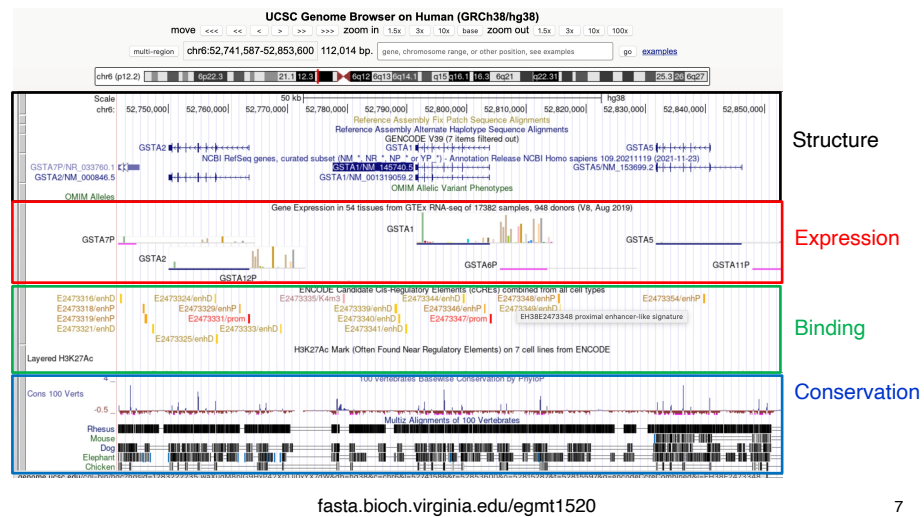 UCSC Genome Browser on Human (GRCh38/hg38)
move <<< << < > >> >>> zoom in 1.5x 3x 10x base zoom out 1.5x 3x 10x 100x
multi-region chr6:52,741,587-52,853,600 112,014 bp. gene, chromosome range, or other position, see examples go examples
chr6 (p12.2) 6p22.3 21.1 12.3 6q12 6q13 6q14.1 q15 q16.1 16.3 6q21 q22.31 25.3 26 6q27
Scale 50 kb hg38
chr6: 52,750,000 52,760,000 52,770,000 52,780,000 52,790,000 52,800,000 52,810,000 52,820,000 52,830,000 52,840,000 52,850,000
Reference Assembly Fix Patch Sequence Alignments
Reference Assembly Alternate Haplotype Sequence Alignments
GENCODE V39 (7 items filtered out)
GSTA2 GSTA1 GSTA5
NCBI RefSeq genes, curated subset (NM_*, NR_*, NP_* or YP_*) - Annotation Release NCBI Homo sapiens 109.20211119 (2021-11-23)
GSTA7P/NR_033760.1 GSTA1/NM_145740.5 GSTA5/NM_153699.2
GSTA2/NM_000846.5 GSTA1/NM_001319059.2
OMIM Allelic Variant Phenotypes
OMIM Alleles
Structure
Gene Expression in 54 tissues from GTEx RNA-seq of 17382 samples, 948 donors (V8, Aug 2019)
GSTA1
GSTA7P GSTA5
GSTA2 GSTA6P GSTA11P
GSTA12P
Expression
ENCODE Candidate Cis-Regulatory Elements (cCREs) combined from all cell types
E2473316/enhD E2473324/enhD E2473335/K4m3 E2473344/enhD E2473348/enhP E2473354/enhP
E2473318/enhP E2473329/enhP E2473339/enhD E2473346/enhP E2473349/enhD
E2473319/enhP E2473331/prom E2473340/enhD E2473347/prom EH38E2473348 proximal enhancer-like signature
E2473321/enhD E2473333/enhD E2473341/enhD
E2473325/enhD
H3K27Ac Mark (Often Found Near Regulatory Elements) on 7 cell lines from ENCODE
Layered H3K27Ac
Binding
100 vertebrates Basewise Conservation by PhyloP
4 _
Cons 100 Verts
-0.5 _
Multiz Alignments of 100 Vertebrates
Rhesus
Mouse
Dog
Elephant
Chicken
Conservation
fasta.bioch.virginia.edu/egmt1520
7